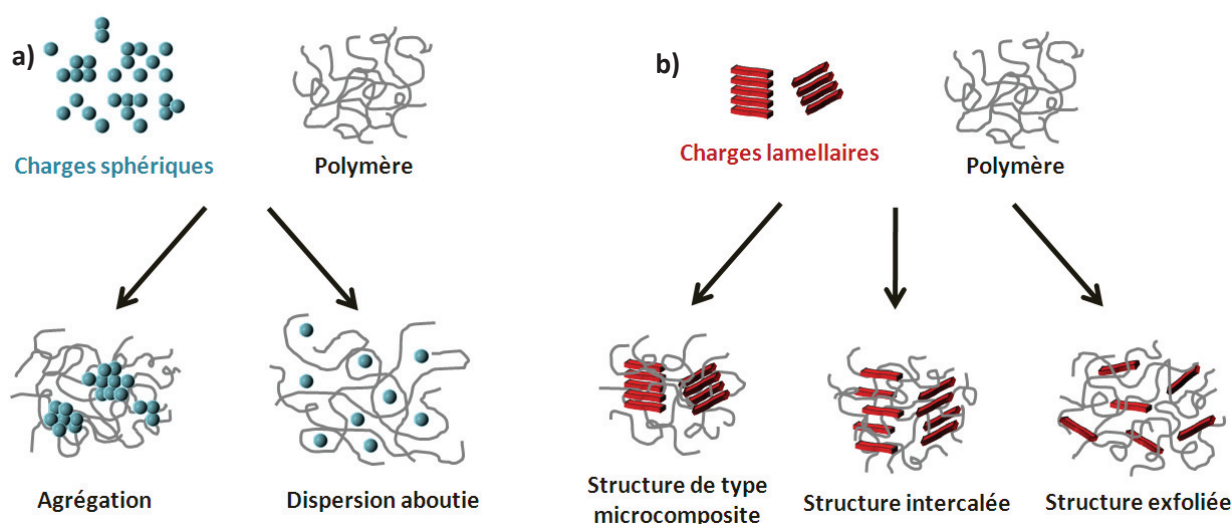 a)
Charges sphériques
Polymère
Agrégation
Dispersion aboutie
b)
Charges lamellaires
Polymère
Structure de type
microcomposite
Structure intercalée
Structure exfoliée